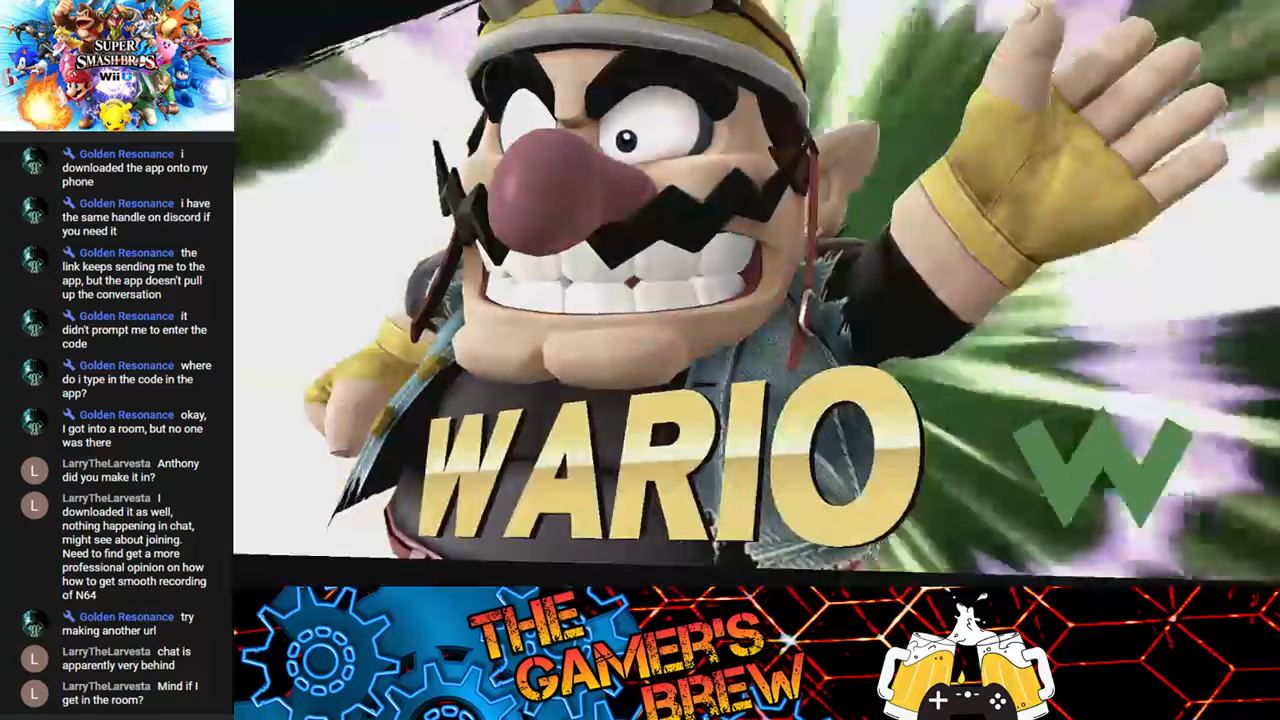 SUPER
SMASH BROS
Wii U
Golden Resonance i
downloaded the app onto my
phone
Golden Resonance i have
the same handle on discord if
you need it
Golden Resonance the
link keeps sending me to the
app, but the app doesn't pull
up the conversation
Golden Resonance it
didn't prompt me to enter the
code
Golden Resonance where
do i type in the code in the
app?
Golden Resonance okay,
I got into a room, but no one
was there
L LarryTheLarvesta Anthony
did you make it in?
L LarryTheLarvesta I
downloaded it as well,
nothing happening in chat,
might see about joining.
Need to find get a more
professional opinion on how
how to get smooth recording
of N64
Golden Resonance try
making another url
L LarryTheLarvesta chat is
apparently very behind
L LarryTheLarvesta Mind if I
get in the room?
WARIO
W
THE
GAMER'S
BREW